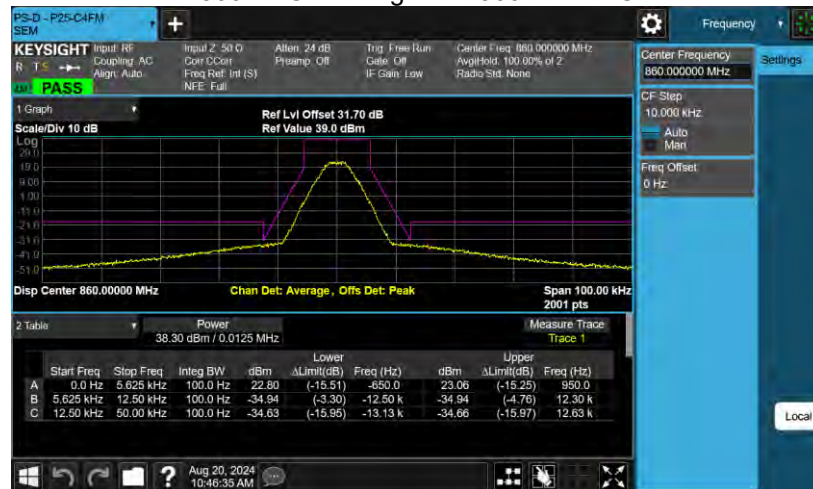 PS-D - P25-C4FM
SEM
+
Frequency
KEYSIGHT Input: RF Input Z: 50 Ω Atten: 24 dB Trig: Free Run Center Freq: 860.000000 MHz
R T Coupling: AC Corr CCorr Preamp: Off Gate: Off Avg|Hold: 100.00% of 2
Align: Auto Freq Ref: Int (S) IF Gain: Low Radio Std: None
NFE: Full
PASS
Center Frequency
860.000000 MHz
Settings
CF Step
10.000 kHz
Auto
Man
Freq Offset
0 Hz
1 Graph
Ref Lvl Offset 31.70 dB
Scale/Div 10 dB Ref Value 39.0 dBm
Log
29.0
19.0
9.00
-1.00
-11.0
-21.0
-31.0
-41.0
-51.0
Disp Center 860.00000 MHz Chan Det: Average, Offs Det: Peak Span 100.00 kHz
2001 pts
2 Table Power Measure Trace
38.30 dBm / 0.0125 MHz Trace 1
Lower Upper
Start Freq Stop Freq Integ BW dBm ΔLimit(dB) Freq (Hz) dBm ΔLimit(dB) Freq (Hz)
A 0.0 Hz 5.625 kHz 100.0 Hz 22.80 (-15.51) -650.0 23.06 (-15.25) 950.0
B 5.625 kHz 12.50 kHz 100.0 Hz -34.94 (-3.30) -12.50 k -34.94 (-4.76) 12.30 k
C 12.50 kHz 50.00 kHz 100.0 Hz -34.63 (-15.95) -13.13 k -34.66 (-15.97) 12.63 k
Local
? Aug 20, 2024
10:46:35 AM